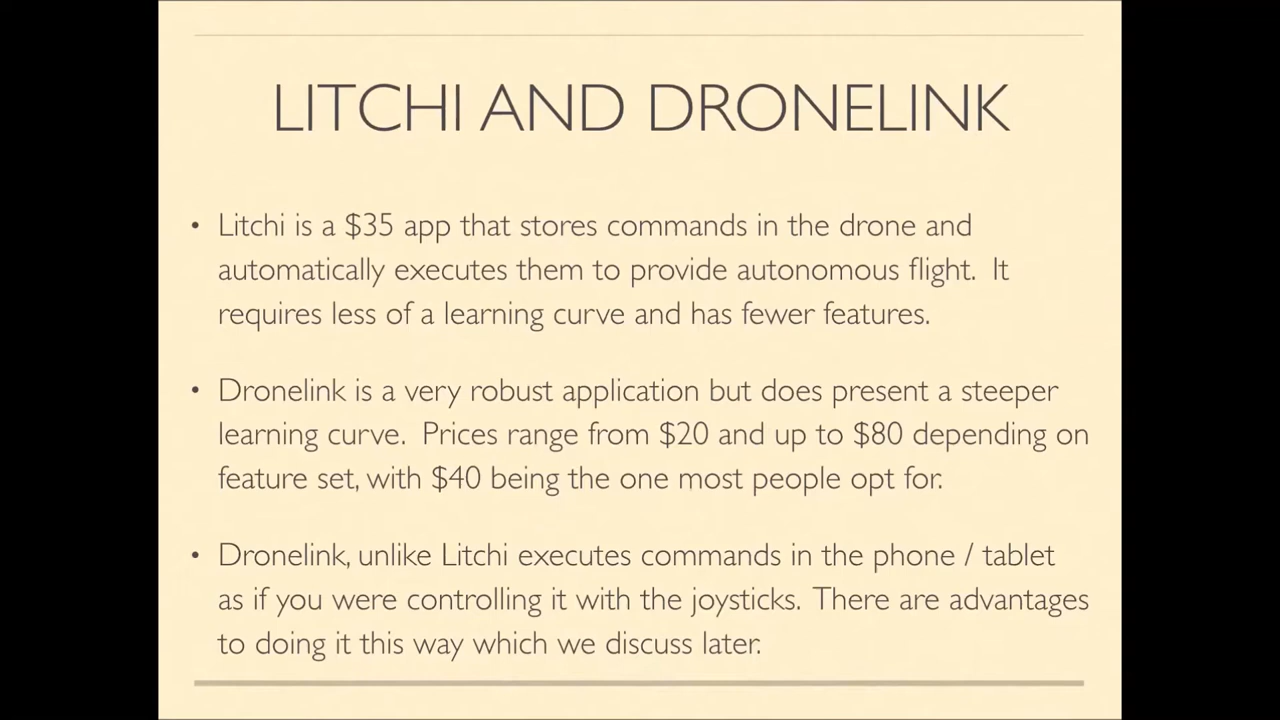 LITCHI AND DRONELINK
• Litchi is a $35 app that stores commands in the drone and
automatically executes them to provide autonomous flight.  It
requires less of a learning curve and has fewer features.
• Dronelink is a very robust application but does present a steeper
learning curve.  Prices range from $20 and up to $80 depending on
feature set, with $40 being the one most people opt for.
• Dronelink, unlike Litchi executes commands in the phone / tablet
as if you were controlling it with the joysticks.  There are advantages
to doing it this way which we discuss later.